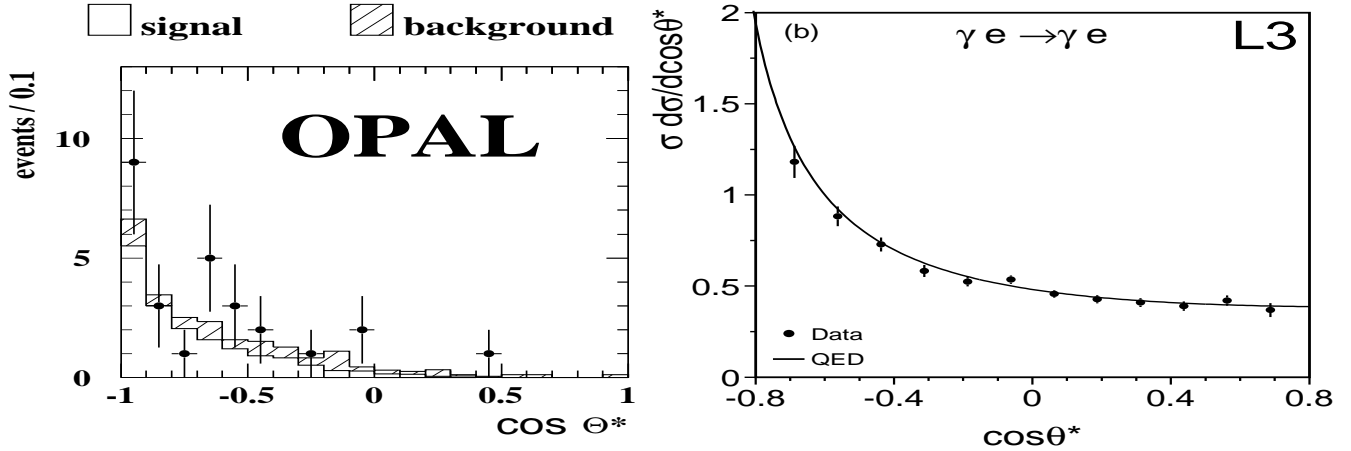 signal background
events / 0.1
OPAL
10
5
0
-1 -0.5 0 0.5 1
cos Θ*
σ dσ/dcosθ*
(b) γ e →γ e L3
2
1.5
1
0.5
0
Data
QED
-0.8 -0.4 0 0.4 0.8
cosθ*